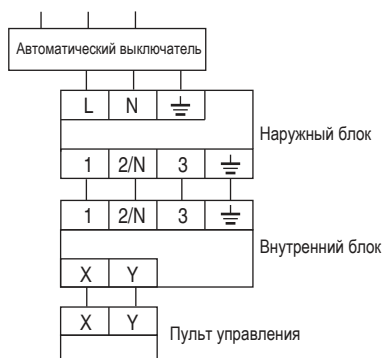 Автоматический выключатель
L N
Наружный блок
1 2/N 3
1 2/N 3
Внутренний блок
X Y
X Y
Пульт управления